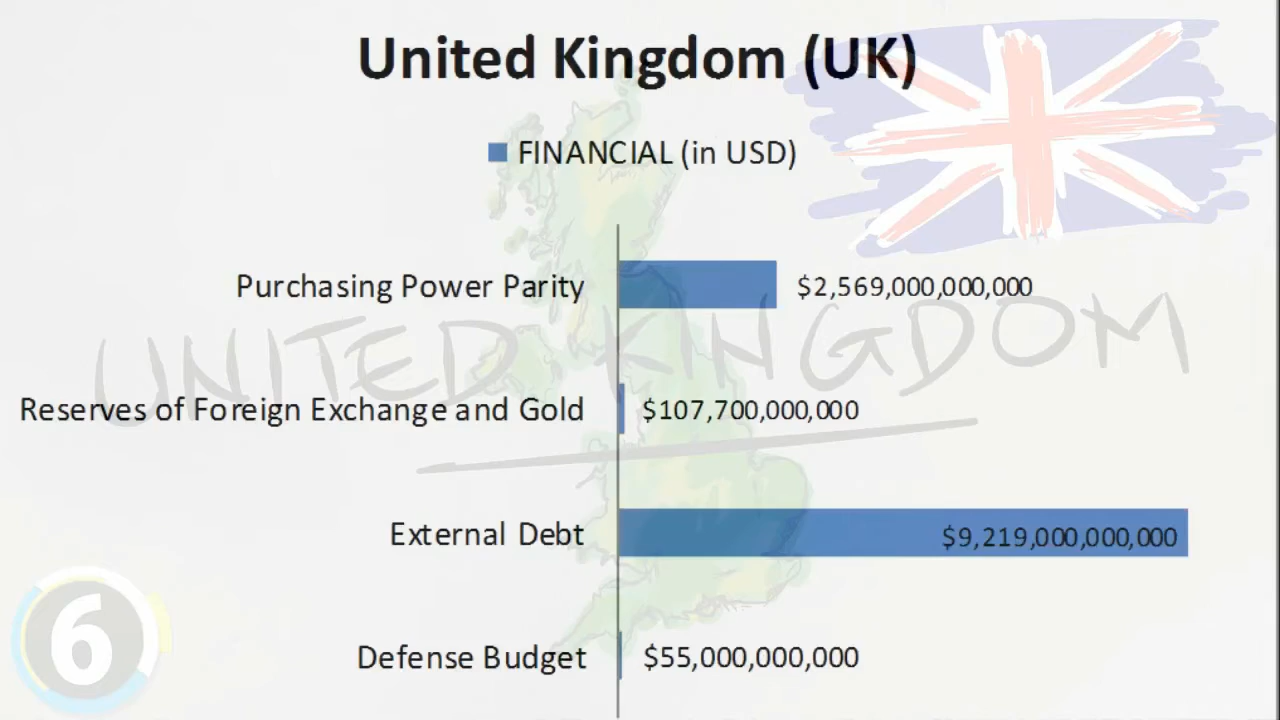 United Kingdom (UK)
FINANCIAL (in USD)
Purchasing Power Parity $2,569,000,000,000
UNITED KINGDOM
Reserves of Foreign Exchange and Gold $107,700,000,000
External Debt $9,219,000,000,000
Defense Budget $55,000,000,000
6